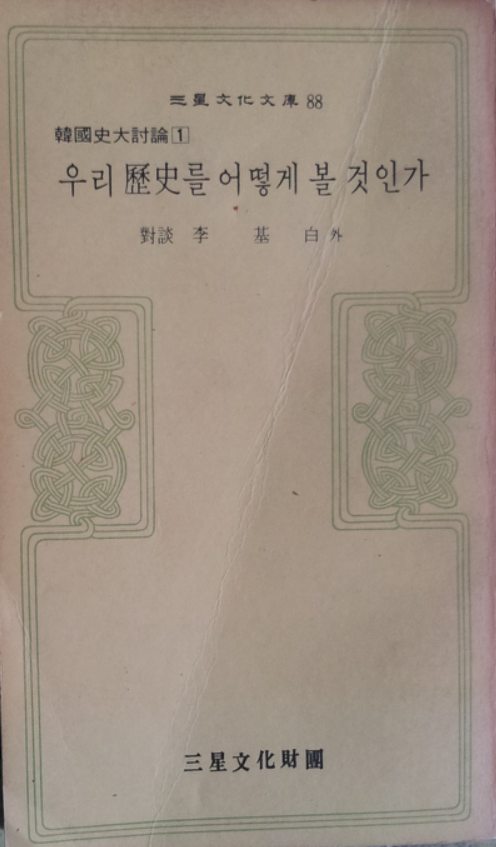 三星文化文庫 88
韓國史大討論 1
우리 歷史를 어떻게 볼 것인가
對談 李 基 白 外
三星文化財團